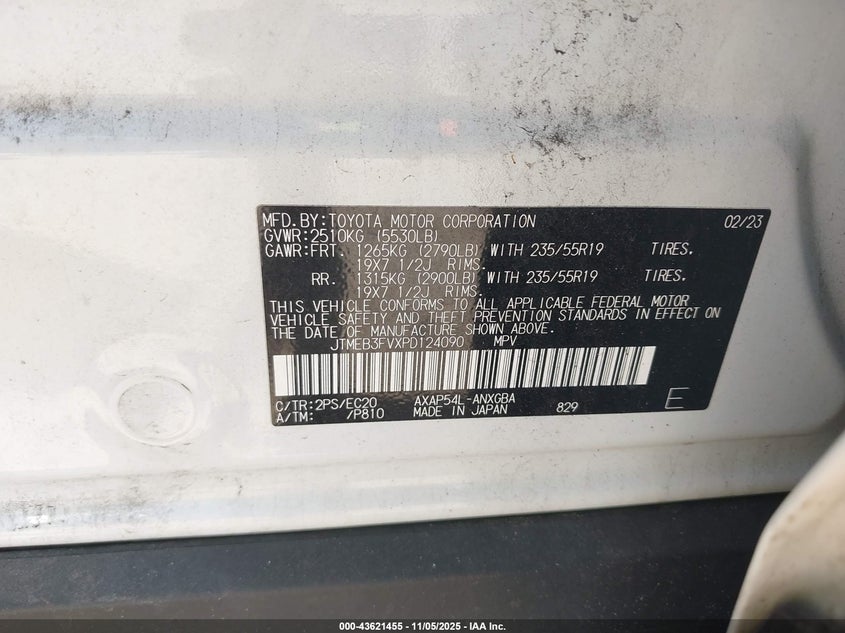 MFD. BY: TOYOTA MOTOR CORPORATION 02/23
GVWR: 2510KG (5530LB)
GAWR: FRT. 1265KG (2790LB) WITH 235/55R19 TIRES.
19X7 1/2J RIMS.
RR. 1315KG (2900LB) WITH 235/55R19 TIRES.
19X7 1/2J RIMS.
THIS VEHICLE CONFORMS TO ALL APPLICABLE FEDERAL MOTOR
VEHICLE SAFETY AND THEFT PREVENTION STANDARDS IN EFFECT ON
THE DATE OF MANUFACTURE SHOWN ABOVE.
JTMEB3FVXPD124090 MPV
C/TR: 2PS/EC20 AXAP54L-ANXGBA
A/TM: /P810 MADE IN JAPAN 829 E
000-43621455 - 11/05/2025 - IAA Inc.